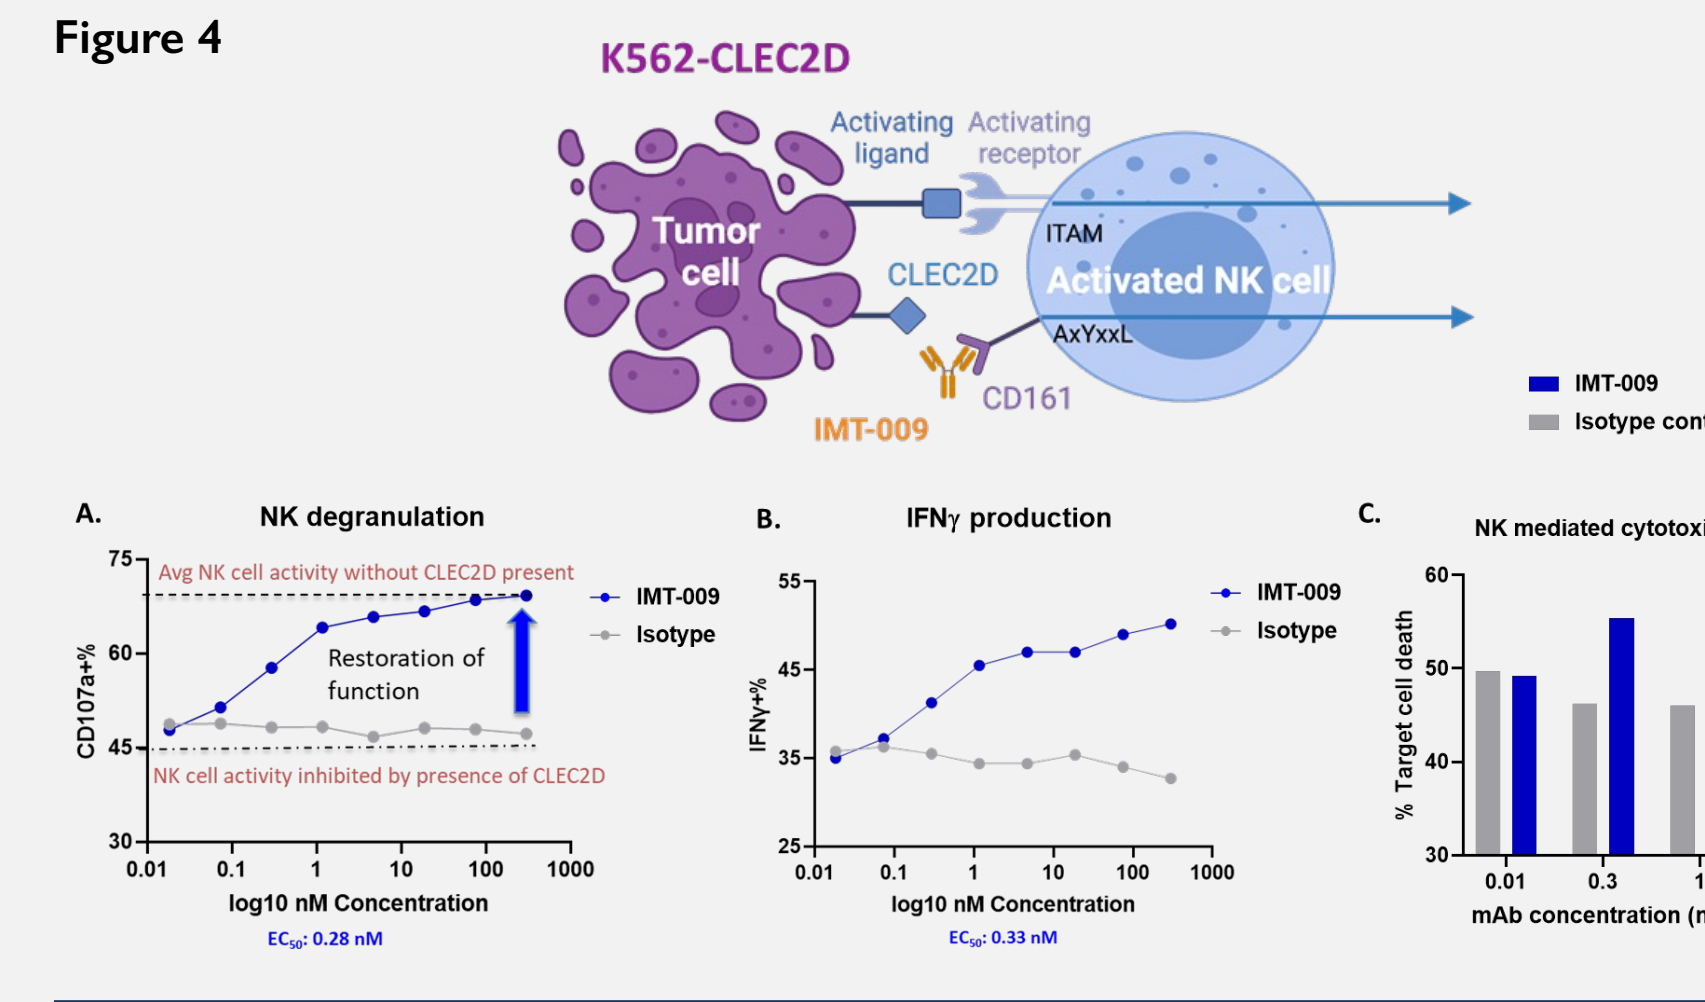 Figure 4
K562-CLEC2D
Activating
ligand
Activating
receptor
Tumor
cell
ITAM
CLEC2D
Activated NK cell
AxYxxL
CD161
IMT-009
IMT-009
Isotype
A.
NK degranulation
75
60
45
30
CD107a+%
Avg NK cell activity without CLEC2D present
Restoration of
function
NK cell activity inhibited by presence of CLEC2D
IMT-009
Isotype
0.01 0.1 1 10 100 1000
log10 nM Concentration
EC50: 0.28 nM
B.
IFNγ production
55
45
35
25
IFNγ+%
IMT-009
Isotype
0.01 0.1 1 10 100 1000
log10 nM Concentration
EC50: 0.33 nM
C.
NK mediated
60
50
40
30
% Target cell death
0.01 0.3
mAb concentration